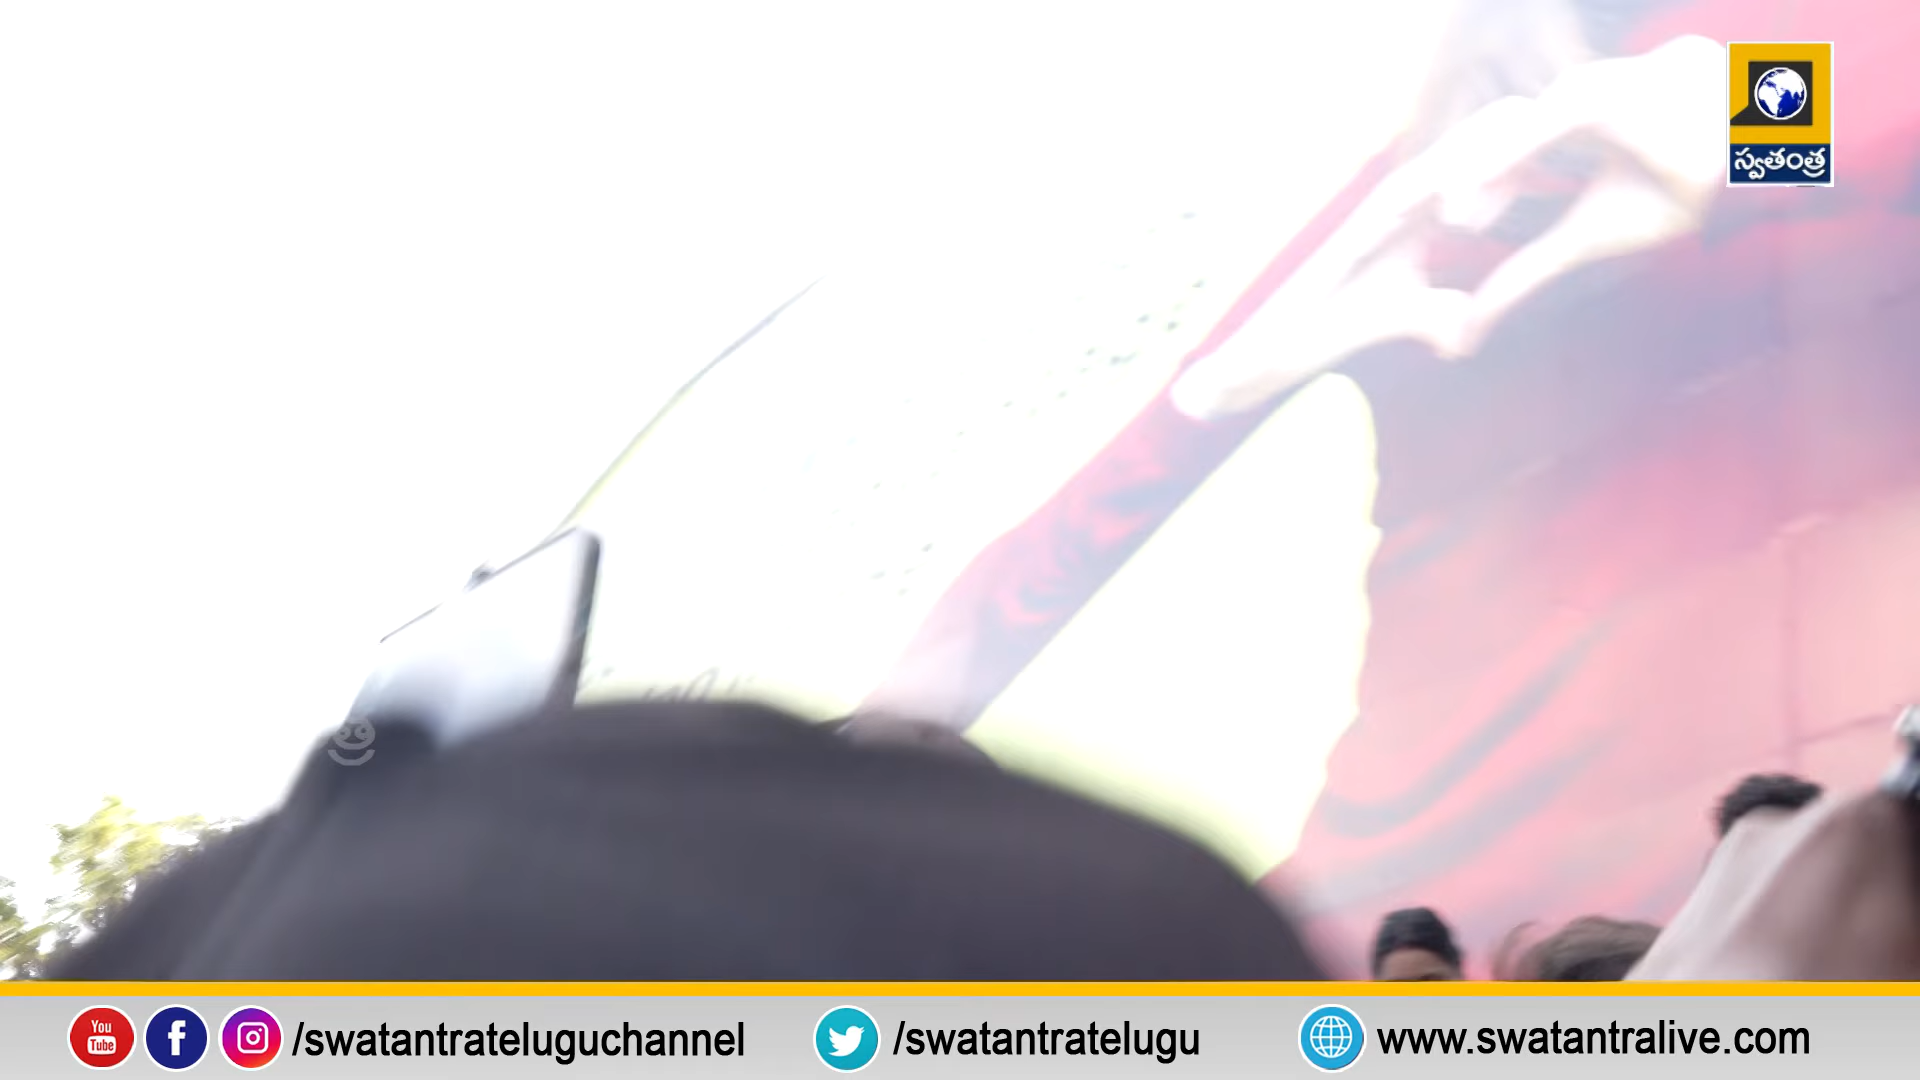 స్వతంత్ర
You
Tube
/swatantrateluguchannel
/swatantratelugu
www.swatantralive.com